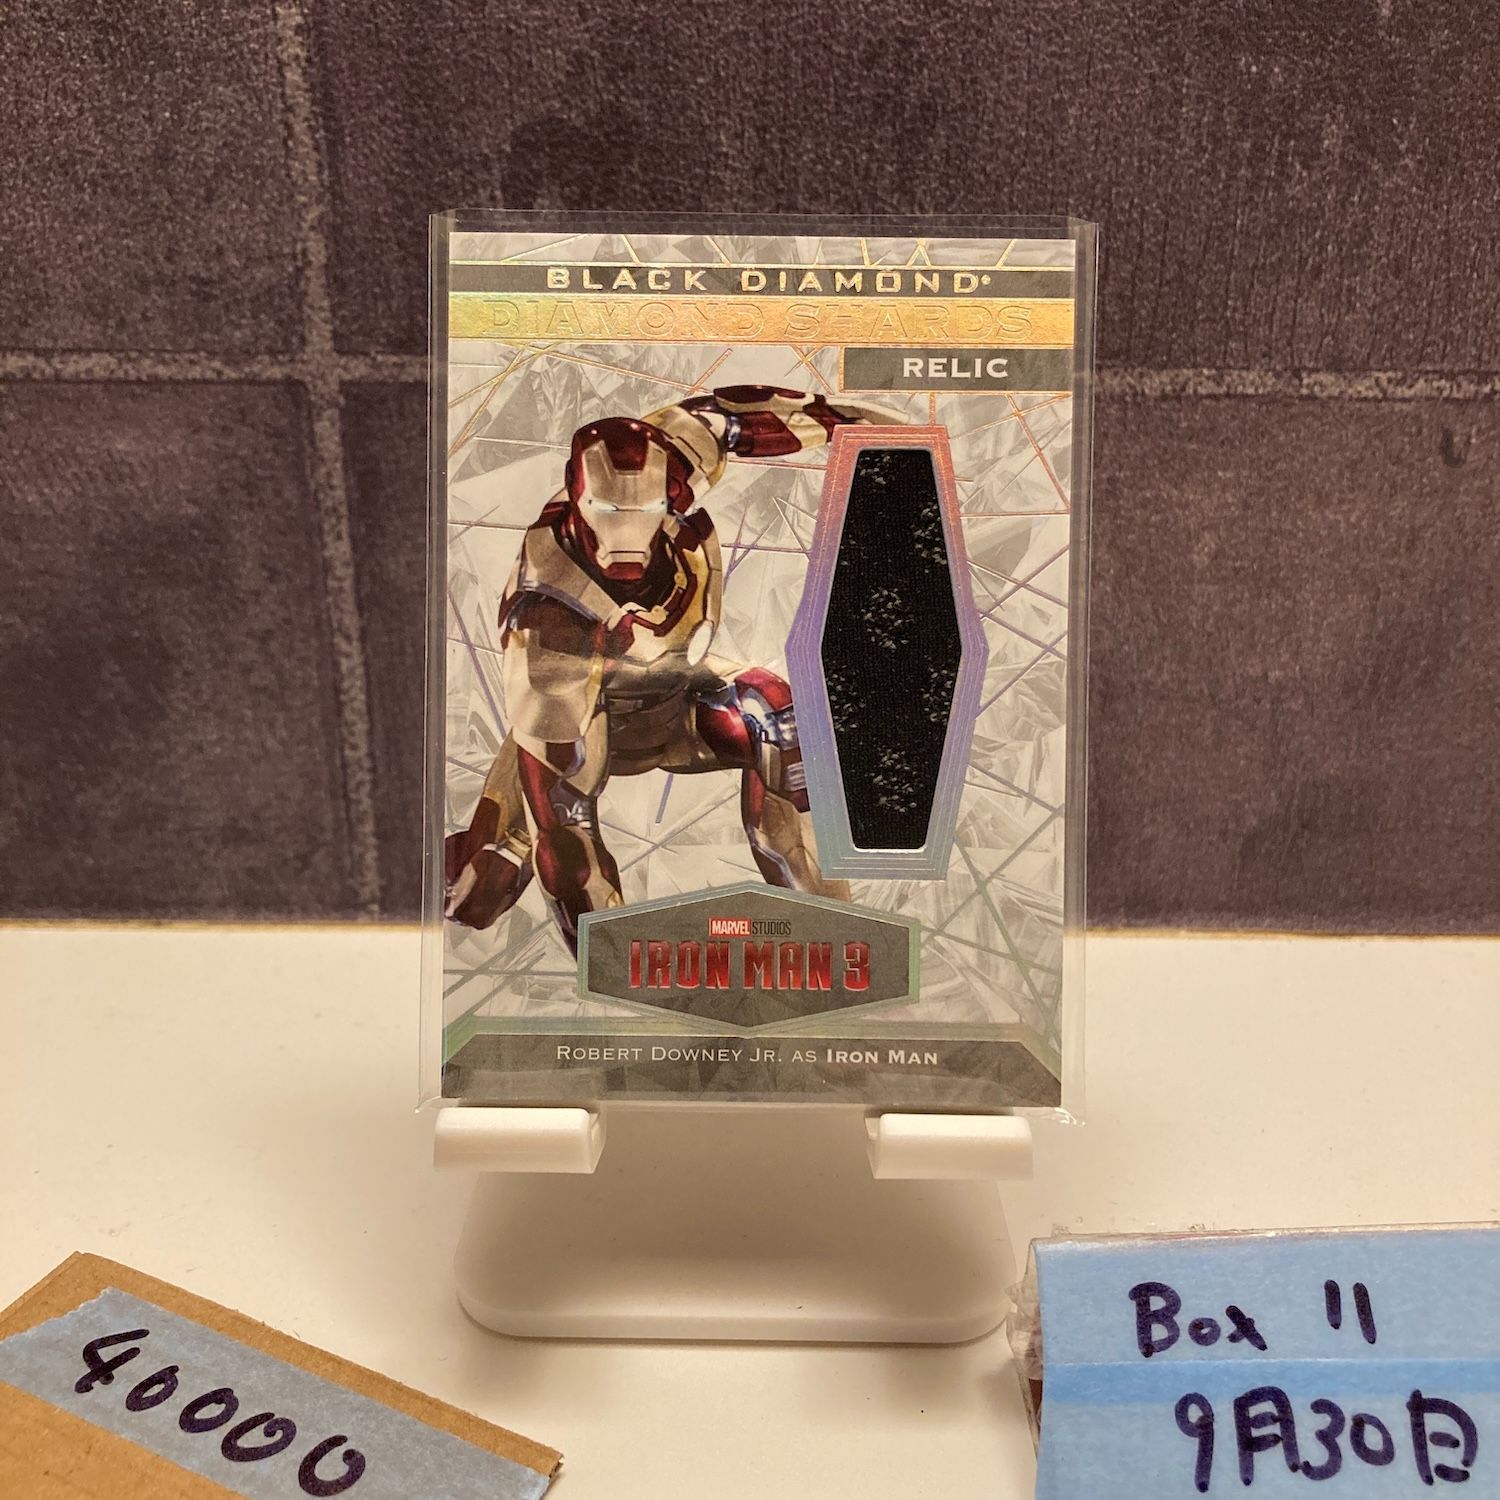 BLACK DIAMOND®
DIAMOND SHARDS
RELIC
MARVEL STUDIOS
IRON MAN 3
ROBERT DOWNEY JR. AS IRON MAN
40000
Box 11
9月30日